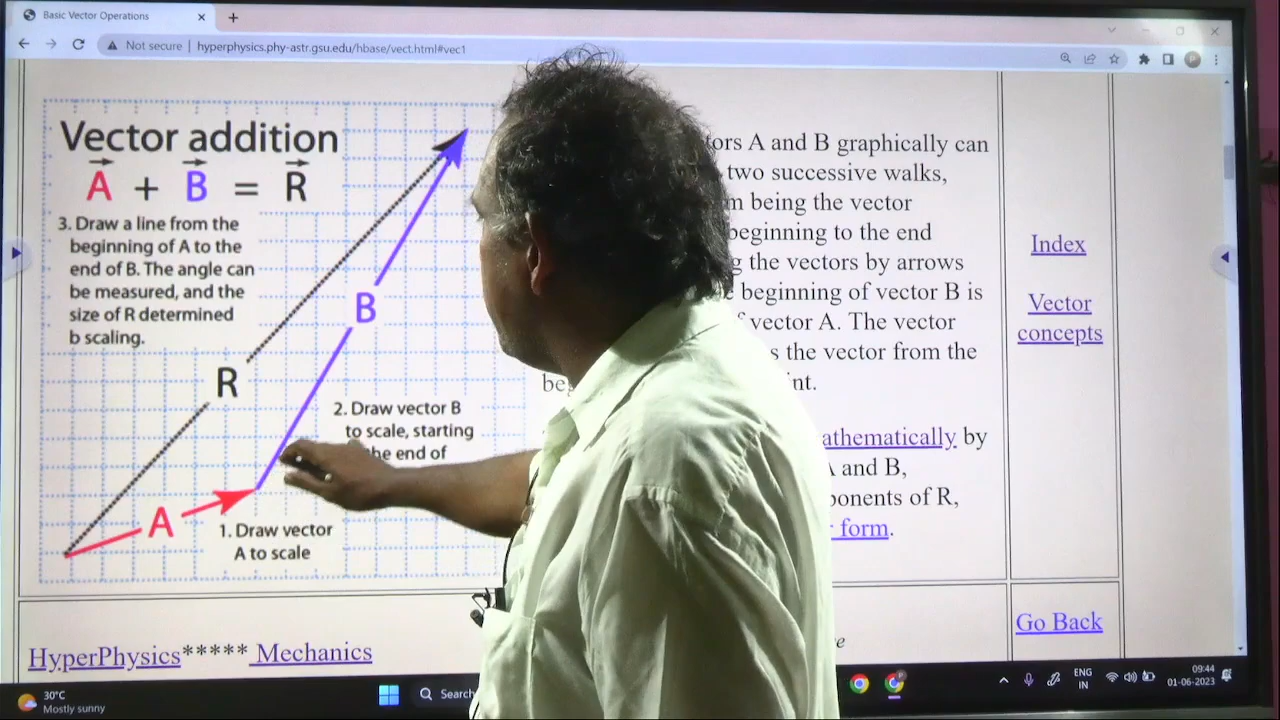 Basic Vector Operations
Not secure | hyperphysics.phy-astr.gsu.edu/hbase/vect.html#vec1
Vector addition
A + B = R
3. Draw a line from the
beginning of A to the
end of B. The angle can
be measured, and the
size of R determined
b scaling.
B
R
2. Draw vector B
to scale, starting
he end of
A
1. Draw vector
A to scale
tors A and B graphically can
two successive walks,
m being the vector
beginning to the end
g the vectors by arrows
beginning of vector B is
f vector A. The vector
s the vector from the
be
int.
athematically by
A and B,
ponents of R,
r form.
Index
Vector
concepts
Go Back
HyperPhysics***** Mechanics
e
30°C
Mostly sunny
Search
ENG
IN
09:44
01-06-2023